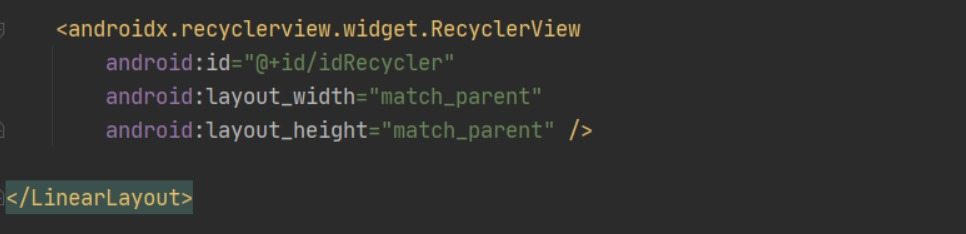 <androidx.recyclerview.widget.RecyclerView
android:id="@+id/idRecycler"
android:layout_width="match_parent"
android:layout_height="match_parent" />
</LinearLayout>